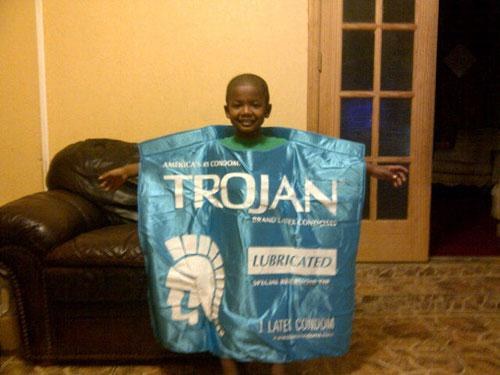 AMERICA'S #1 CONDOM.
TROJAN
BRAND LATEX CONDOMS
LUBRICATED
1 LATEX CONDOM